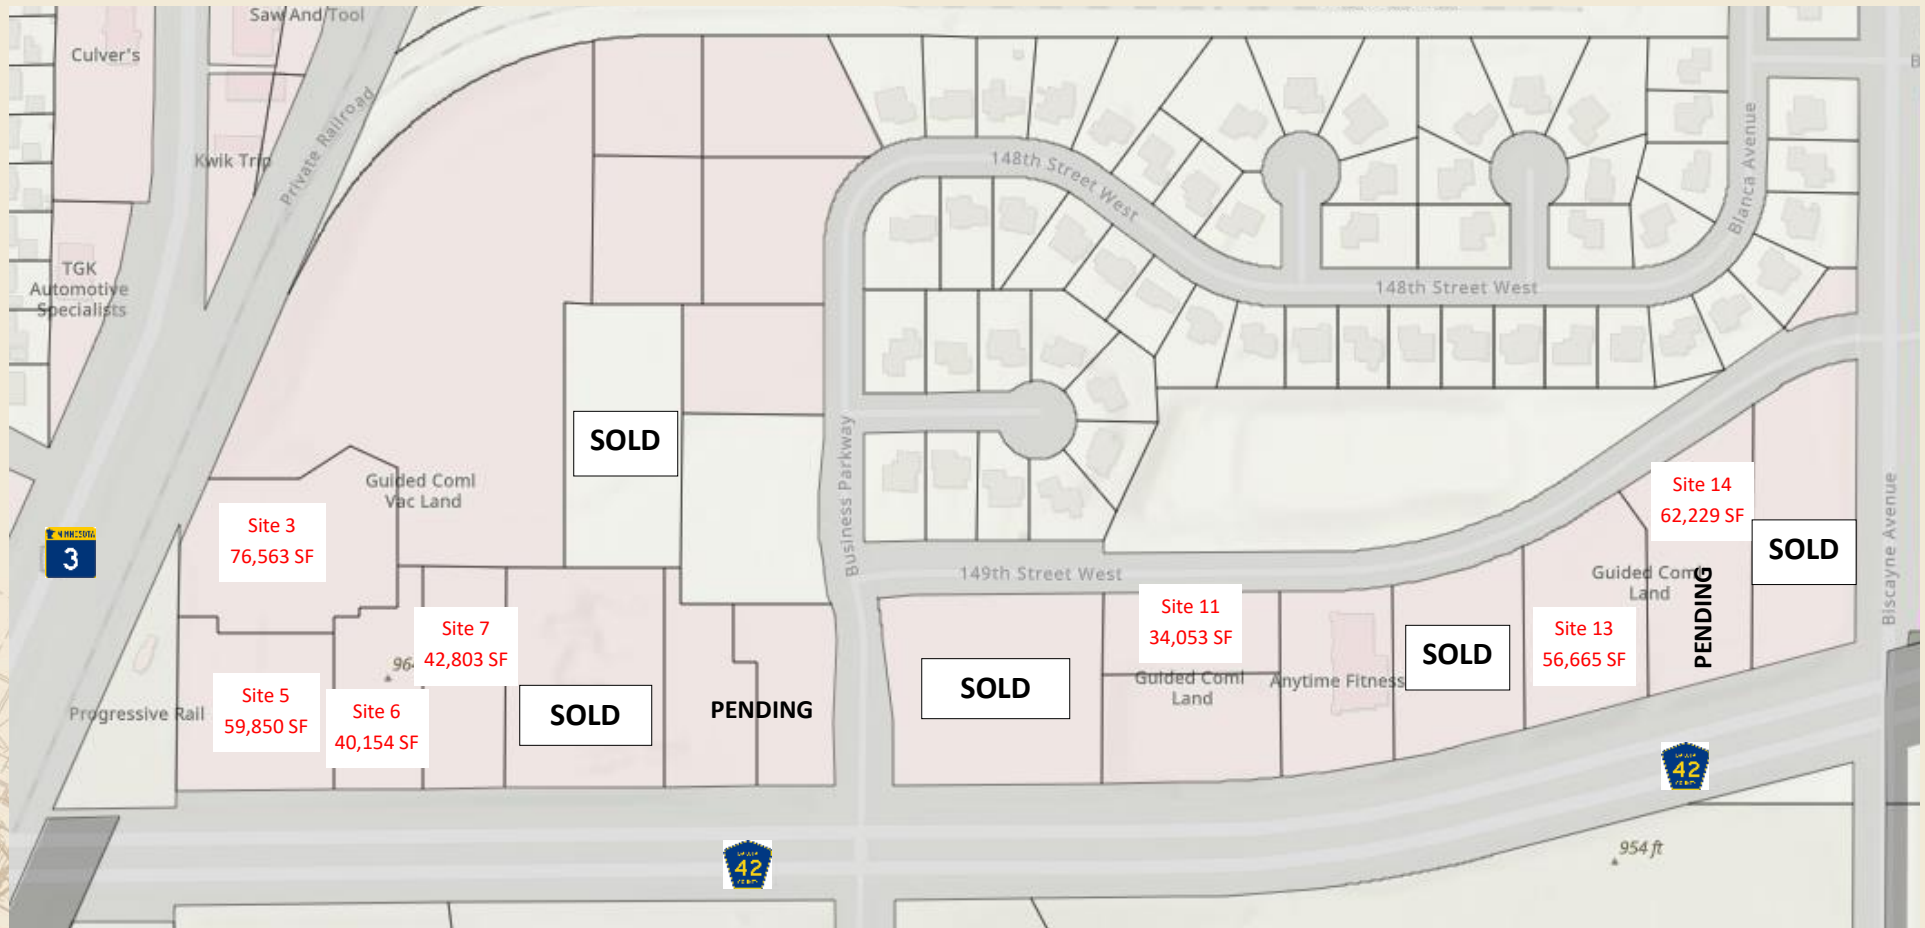 Saw And Tool
Culver's
Kwik Trip
Private Railroad
TGK
Automotive
Specialists
148th Street West
Blanca Avenue
148th Street West
SOLD
Guided Coml
Vac Land
Business Parkway
Site 3
76,563 SF
MINNESOTA
3
149th Street West
Site 14
62,229 SF
SOLD
Biscayne Avenue
Guided Coml
Land
PENDING
Site 11
34,053 SF
Site 7
42,803 SF
Site 13
56,665 SF
SOLD
964
Site 5
59,850 SF
Site 6
40,154 SF
Progressive Rail
SOLD
PENDING
SOLD
Guided Coml
Land
Anytime Fitness
42
42
954 ft
B